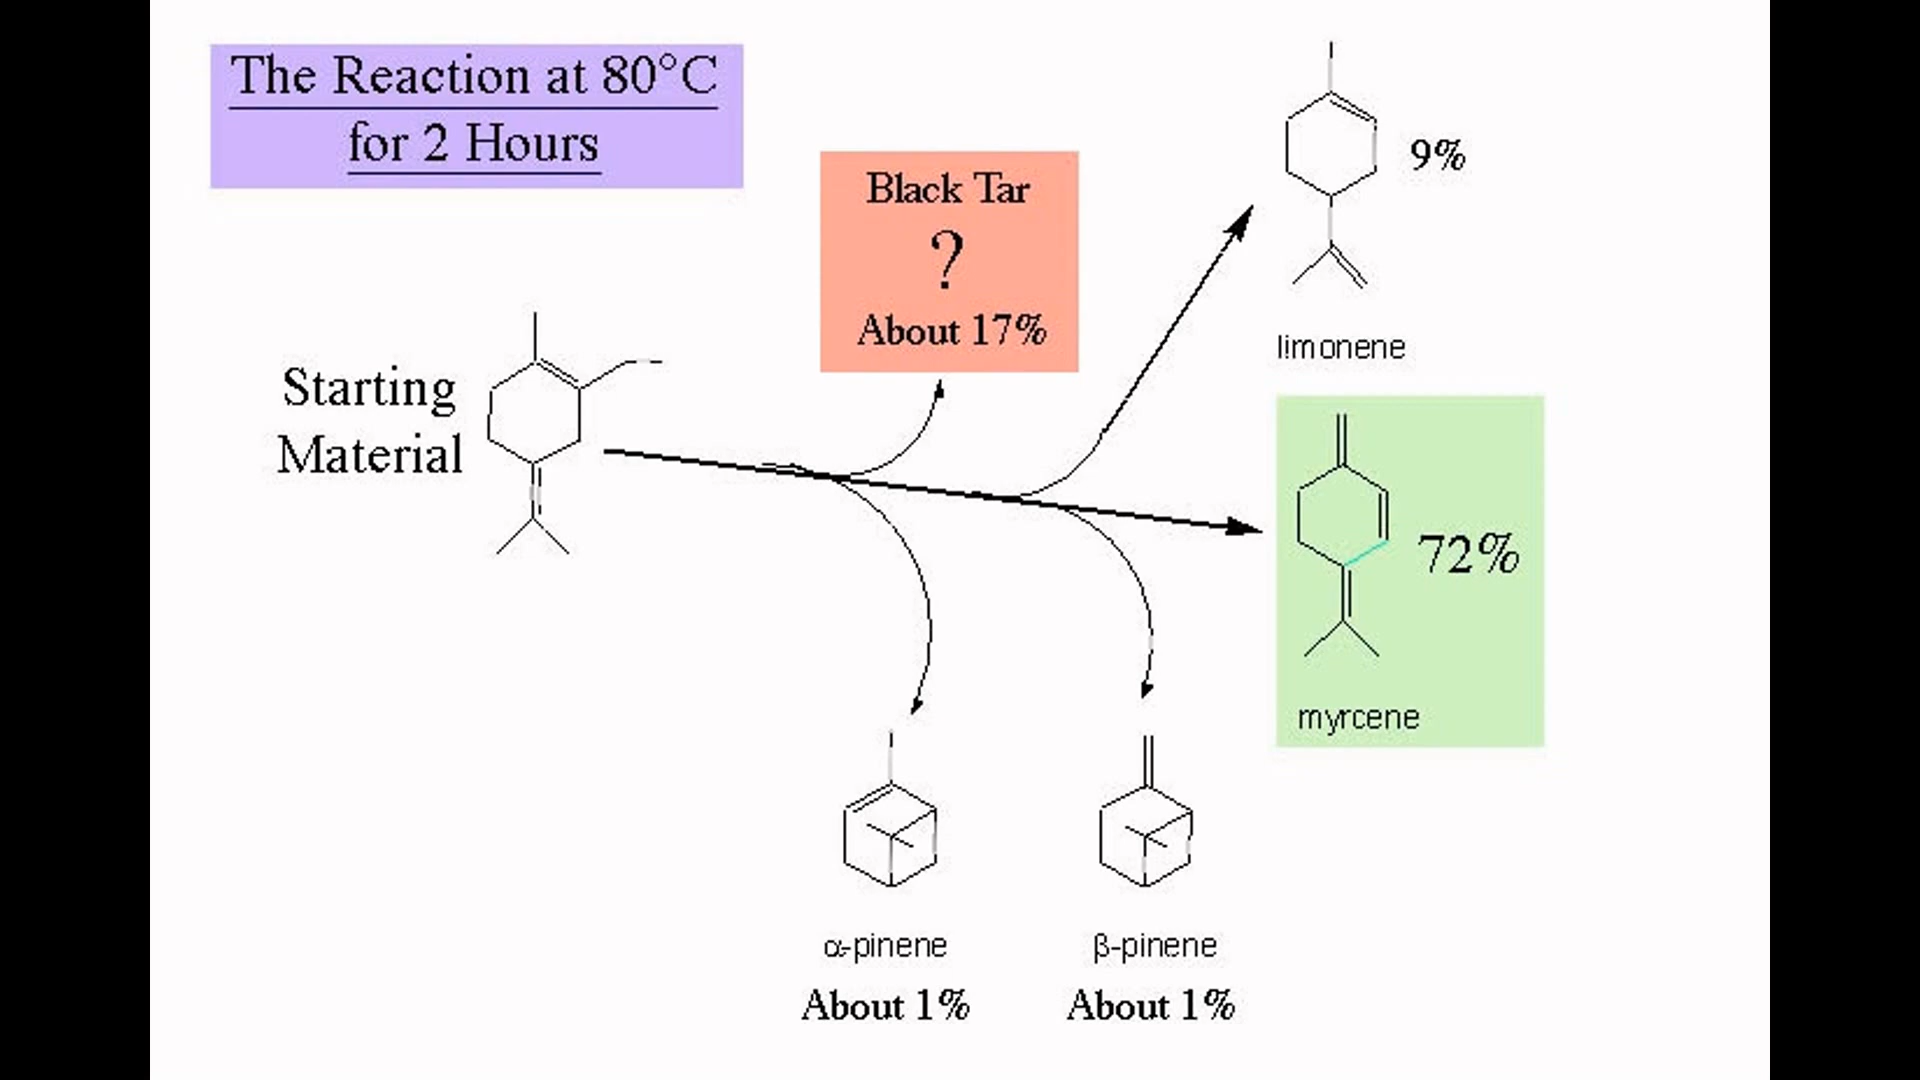 The Reaction at 80°C
for 2 Hours
Black Tar
?
About 17%
9%
limonene
Starting
Material
72%
myrcene
α-pinene
About 1%
β-pinene
About 1%